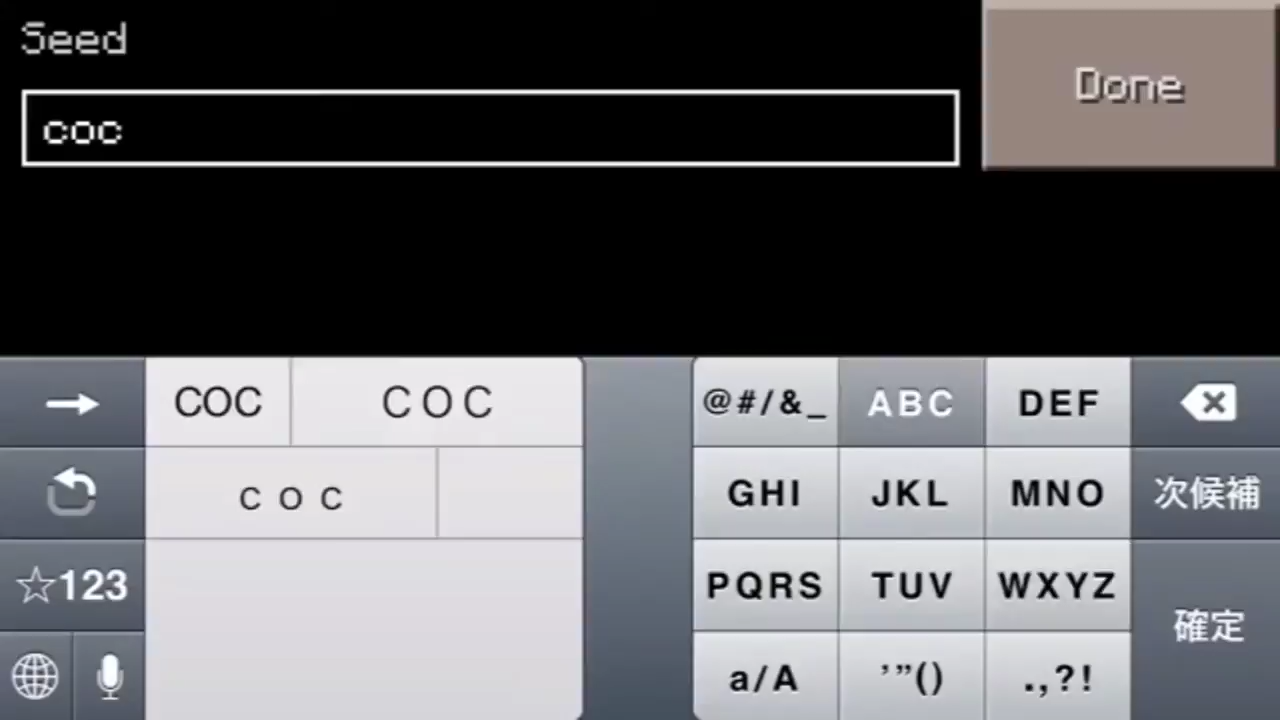 Seed
Done
coc
→ COC ＣＯＣ @#/&_ ABC DEF
ｃｏｃ GHI JKL MNO 次候補
☆123 PQRS TUV WXYZ 確定
a/A '"() .,?!